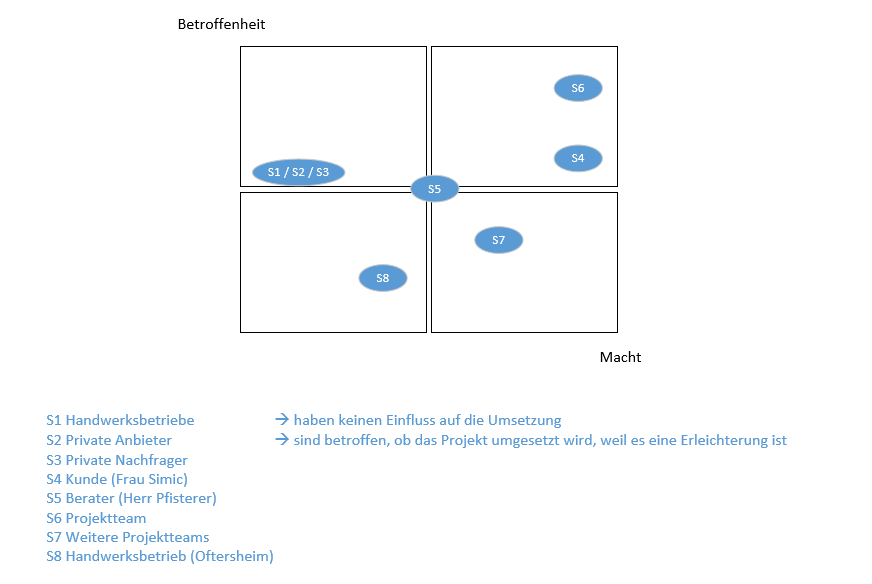 Betroffenheit
S6
S4
S1 / S2 / S3
S5
S7
S8
Macht
S1 Handwerksbetriebe → haben keinen Einfluss auf die Umsetzung
S2 Private Anbieter → sind betroffen, ob das Projekt umgesetzt wird, weil es eine Erleichterung ist
S3 Private Nachfrager
S4 Kunde (Frau Simic)
S5 Berater (Herr Pfisterer)
S6 Projektteam
S7 Weitere Projektteams
S8 Handwerksbetrieb (Oftersheim)